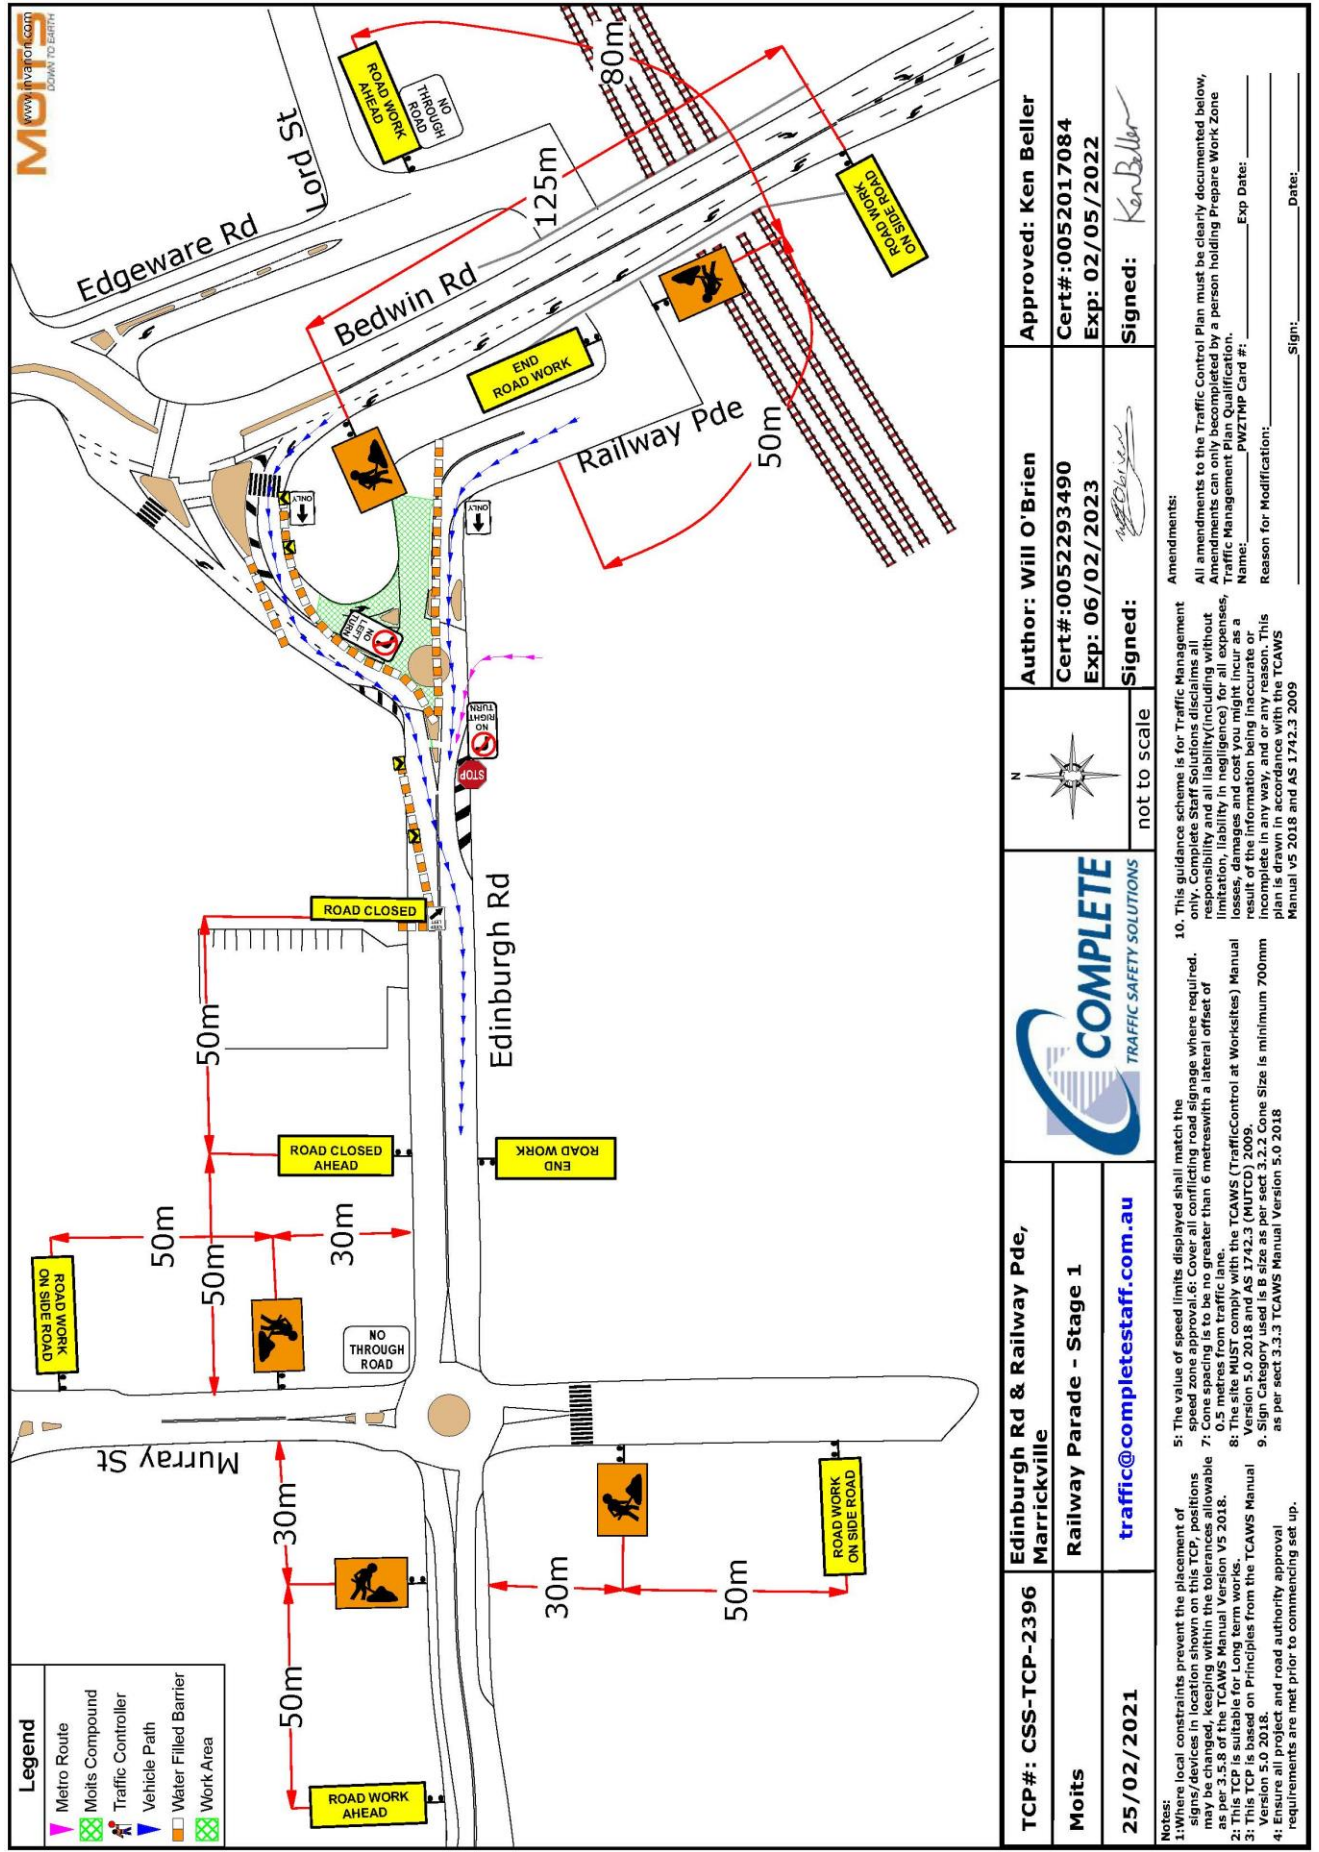 www.invanon.com
MOITS
DOWN TO EARTH
Legend
Metro Route
Moits Compound
Traffic Controller
Vehicle Path
Water Filled Barrier
Work Area
ROAD WORK
AHEAD
50m
30m
Murray St
ROAD WORK
ON SIDE ROAD
50m
30m
50m
50m
NO
THROUGH
ROAD
30m
50m
ROAD WORK
ON SIDE ROAD
ROAD CLOSED
AHEAD
END
ROAD WORK
ROAD CLOSED
Edinburgh Rd
STOP
NO
RIGHT
TURN
NO
LEFT
TURN
ONLY
ONLY
Railway Pde
50m
END
ROAD WORK
Bedwin Rd
Edgeware Rd
Lord St
125m
80m
ROAD WORK
AHEAD
NO
THROUGH
ROAD
ROAD WORK
ON SIDE ROAD
TCP#: CSS-TCP-2396
Moits
25/02/2021
Edinburgh Rd & Railway Pde,
Marrickville
Railway Parade - Stage 1
traffic@completestaff.com.au
COMPLETE
TRAFFIC SAFETY SOLUTIONS
N
not to scale
Author: Will O'Brien
Cert#:0052293490
Exp: 06/02/2023
Signed:
Approved: Ken Beller
Cert#:0052017084
Exp: 02/05/2022
Signed: Ken Beller
Notes:
1:Where local constraints prevent the placement of
signs/devices in location shown on this TCP, positions
may be changed, keeping within the tolerances allowable
as per 3.5.8 of the TCAWS Manual Version V5 2018.
2: This TCP is suitable for Long term works.
3: This TCP is based on Principles from the TCAWS Manual
Version 5.0 2018.
4: Ensure all project and road authority approval
requirements are met prior to commencing set up.
5: The value of speed limits displayed shall match the
speed zone approval.6: Cover all conflicting road signage where required.
7: Cone spacing is to be no greater than 6 metreswith a lateral offset of
0.5 metres from traffic lane.
8: The site MUST comply with the TCAWS (TrafficControl at Worksites) Manual
Version 5.0 2018 and AS 1742.3 (MUTCD) 2009.
9. Sign Category used is B size as per sect 3.2.2 Cone Size is minimum 700mm
as per sect 3.3.3 TCAWS Manual Version 5.0 2018
10. This guidance scheme is for Traffic Management
only. Complete Staff Solutions disclaims all
responsibility and all liability(including without
limitation, liability in negligence) for all expenses,
losses, damages and cost you might incur as a
result of the information being inaccurate or
incomplete in any way, and or any reason. This
plan is drawn in accordance with the TCAWS
Manual v5 2018 and AS 1742.3 2009
Amendments:
All amendments to the Traffic Control Plan must be clearly documented below,
Amendments can only becompleted by a person holding Prepare Work Zone
Traffic Management Plan Qualification.
Name: PWZTMP Card #: Exp Date:
Reason for Modification:
Sign: Date: